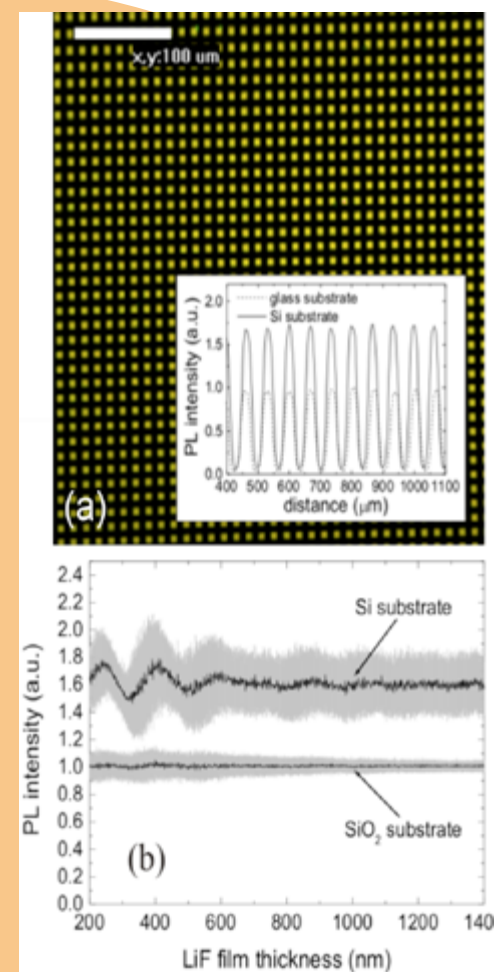 x,y:100 um
glass substrate
Si substrate
PL intensity (a.u.)
2.0
1.5
1.0
0.5
0.0
400 500 600 700 800 900 1000 1100
distance (μm)
(a)
2.4
2.2
2.0
1.8
1.6
1.4
1.2
1.0
0.8
0.6
0.4
0.2
0.0
PL intensity (a.u.)
Si substrate
SiO₂ substrate
(b)
200 400 600 800 1000 1200 140
LiF film thickness (nm)